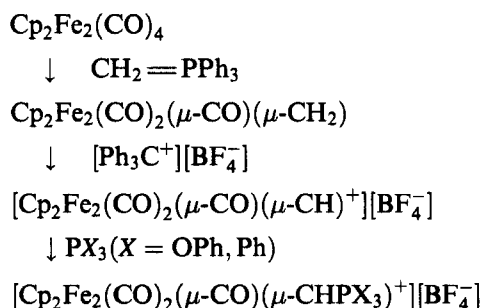 Cp₂Fe₂(CO)₄
↓ CH₂=PPh₃
Cp₂Fe₂(CO)₂(μ-CO)(μ-CH₂)
↓ [Ph₃C⁺][BF₄⁻]
[Cp₂Fe₂(CO)₂(μ-CO)(μ-CH)⁺][BF₄⁻]
↓ PX₃(X = OPh, Ph)
[Cp₂Fe₂(CO)₂(μ-CO)(μ-CHPX₃)⁺][BF₄⁻]